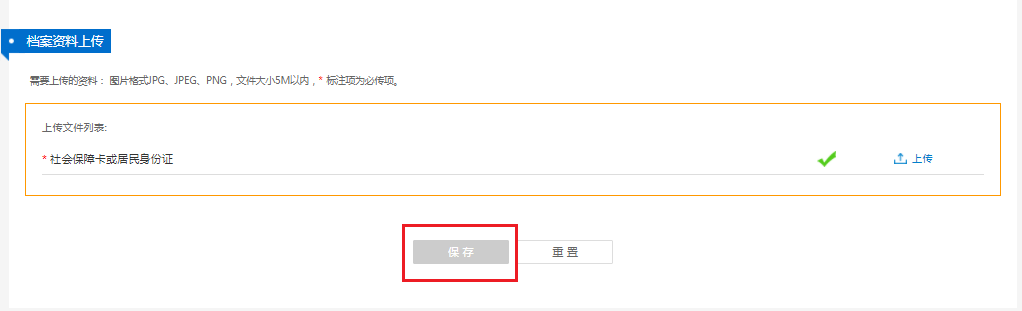 档案资料上传
需要上传的资料： 图片格式JPG、JPEG、PNG，文件大小5M以内，* 标注项为必传项。
上传文件列表:
* 社会保障卡或居民身份证
上传
保 存
重 置